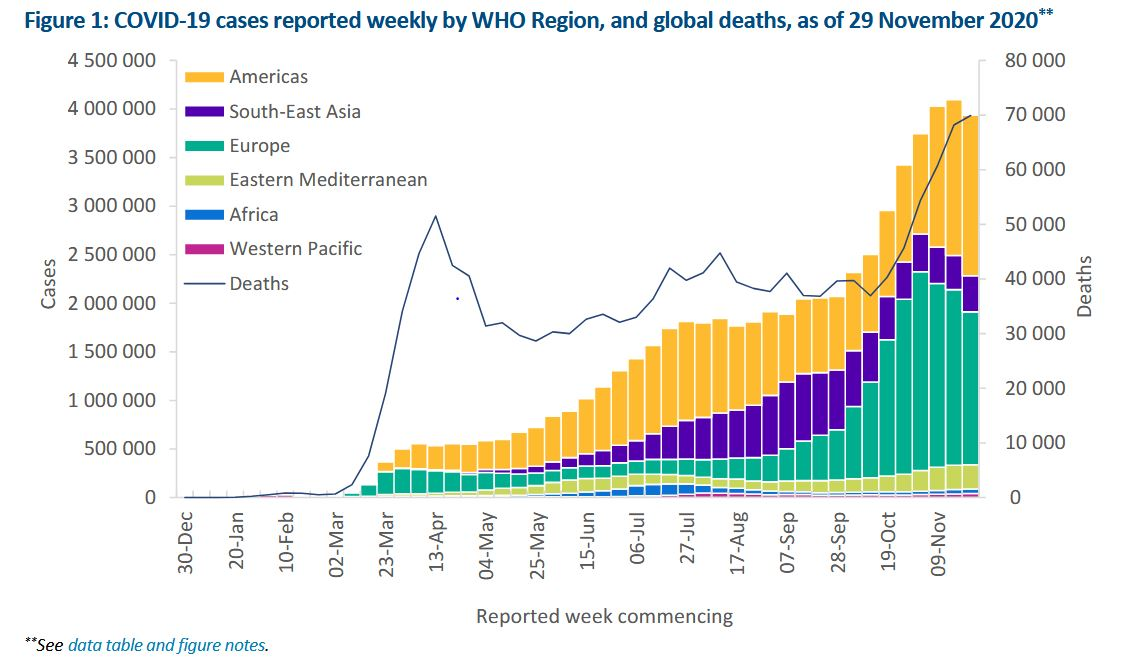 Figure 1: COVID-19 cases reported weekly by WHO Region, and global deaths, as of 29 November 2020**
4 500 000
4 000 000
3 500 000
3 000 000
2 500 000
2 000 000
1 500 000
1 000 000
500 000
0
Cases
Americas
South-East Asia
Europe
Eastern Mediterranean
Africa
Western Pacific
Deaths
80 000
70 000
60 000
50 000
40 000
30 000
20 000
10 000
0
Deaths
30-Dec
20-Jan
10-Feb
02-Mar
23-Mar
13-Apr
04-May
25-May
15-Jun
06-Jul
27-Jul
17-Aug
07-Sep
28-Sep
19-Oct
09-Nov
Reported week commencing
**See data table and figure notes.